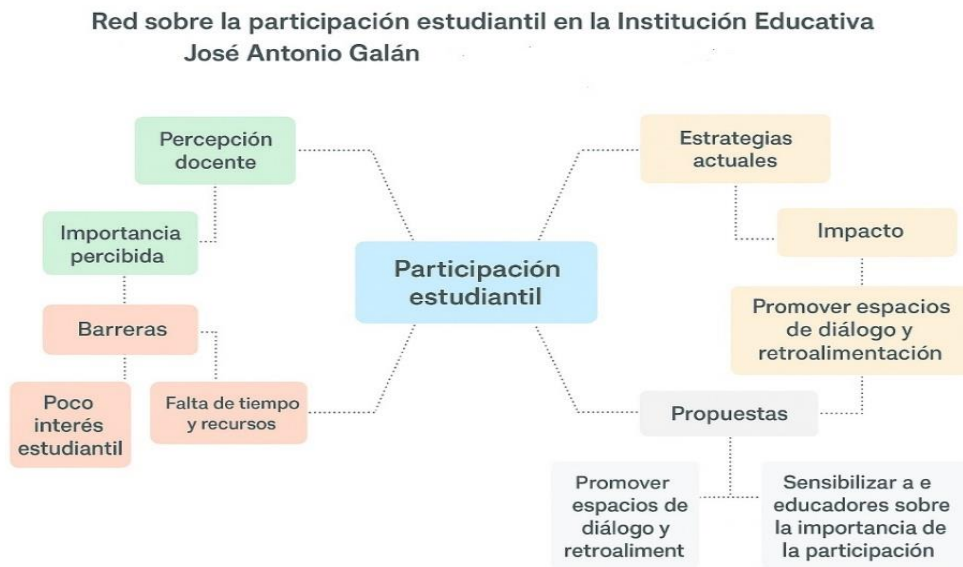 Red sobre la participación estudiantil en la Institución Educativa
José Antonio Galán
Percepción
docente
Importancia
percibida
Barreras
Poco
interés
estudiantil
Falta de tiempo
y recursos
Participación
estudiantil
Estrategias
actuales
Impacto
Promover espacios
de diálogo y
retroalimentación
Propuestas
Promover
espacios de
diálogo y
retroaliment
Sensibilizar a e
educadores sobre
la importancia de
la participación